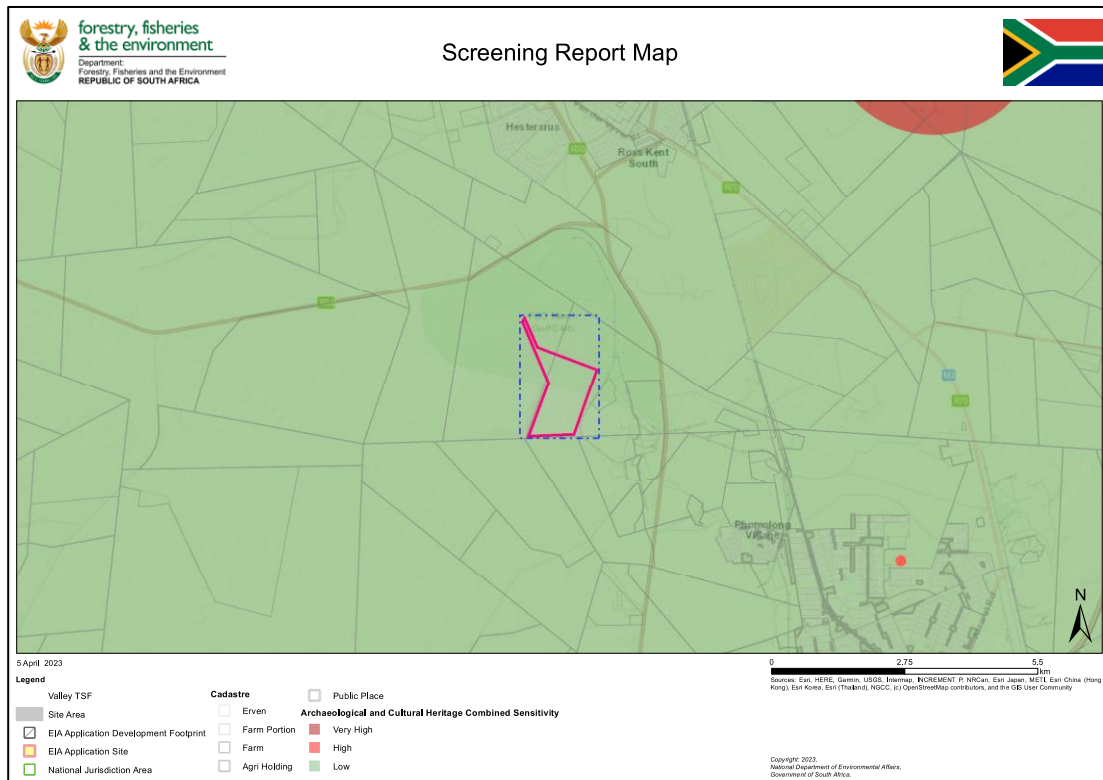 forestry, fisheries
& the environment
Department:
Forestry, Fisheries and the Environment
REPUBLIC OF SOUTH AFRICA
Screening Report Map
Hestersrus
Ross Kent
South
Golf Club
Phomolong
Village
N
5 April 2023
0 2.75 5.5
km
Sources: Esri, HERE, Garmin, USGS, Intermap, INCREMENT P, NRCan, Esri Japan, METI, Esri China (Hong
Kong), Esri Korea, Esri (Thailand), NGCC, (c) OpenStreetMap contributors, and the GIS User Community
Legend
Valley TSF
Site Area
EIA Application Development Footprint
EIA Application Site
National Jurisdiction Area
Cadastre
Erven
Farm Portion
Farm
Agri Holding
Public Place
Archaeological and Cultural Heritage Combined Sensitivity
Very High
High
Low
Copyright: 2023,
National Department of Environmental Affairs,
Government of South Africa.